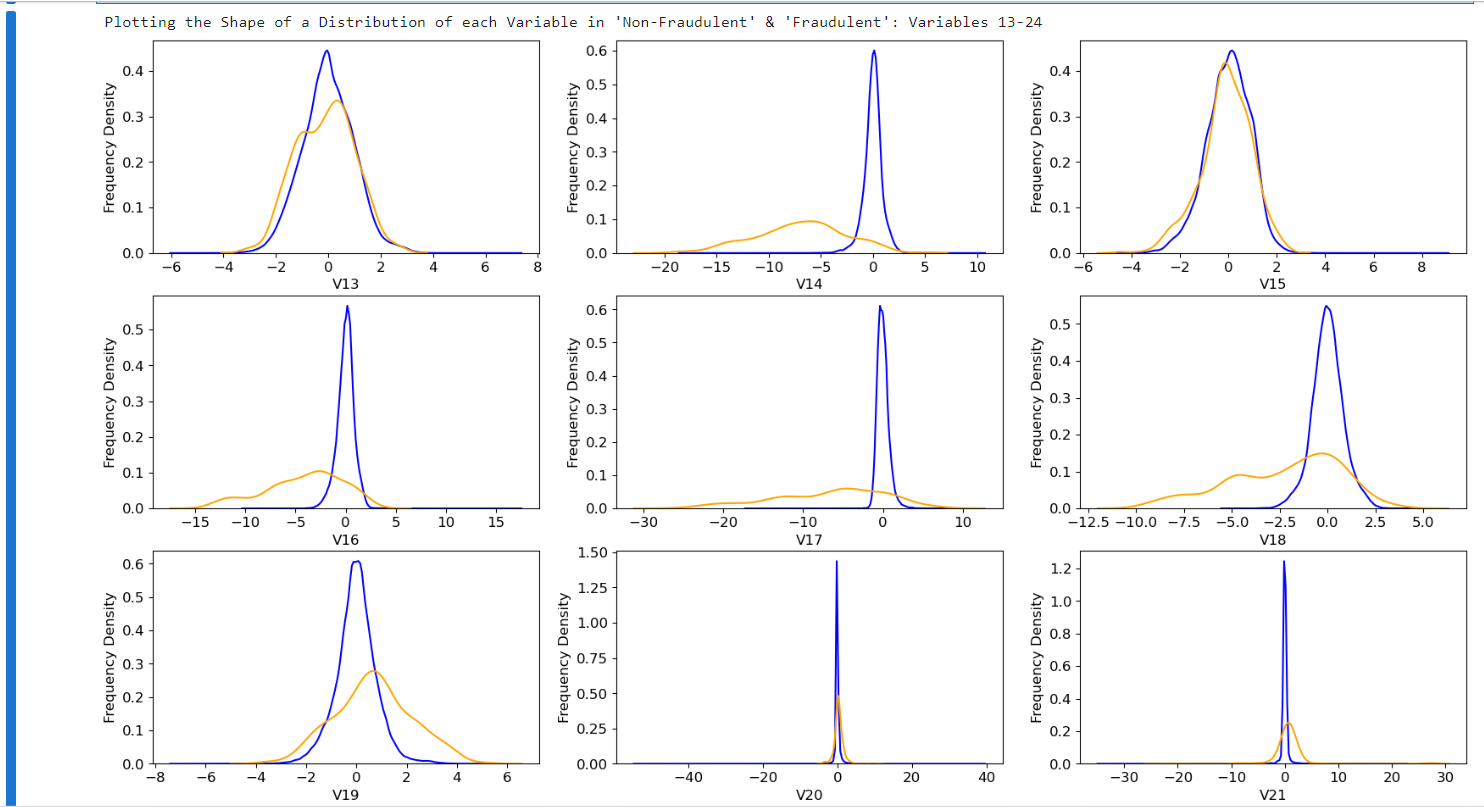 Plotting the Shape of a Distribution of each Variable in 'Non-Fraudulent' & 'Fraudulent': Variables 13-24
Frequency Density
0.4
0.3
0.2
0.1
0.0
−6 −4 −2 0 2 4 6 8
V13
Frequency Density
0.6
0.5
0.4
0.3
0.2
0.1
0.0
−20 −15 −10 −5 0 5 10
V14
Frequency Density
0.4
0.3
0.2
0.1
0.0
−6 −4 −2 0 2 4 6 8
V15
Frequency Density
0.5
0.4
0.3
0.2
0.1
0.0
−15 −10 −5 0 5 10 15
V16
Frequency Density
0.6
0.5
0.4
0.3
0.2
0.1
0.0
−30 −20 −10 0 10
V17
Frequency Density
0.5
0.4
0.3
0.2
0.1
0.0
−12.5 −10.0 −7.5 −5.0 −2.5 0.0 2.5 5.0
V18
Frequency Density
0.6
0.5
0.4
0.3
0.2
0.1
0.0
−8 −6 −4 −2 0 2 4 6
V19
Frequency Density
1.50
1.25
1.00
0.75
0.50
0.25
0.00
−40 −20 0 20 40
V20
Frequency Density
1.2
1.0
0.8
0.6
0.4
0.2
0.0
−30 −20 −10 0 10 20 30
V21